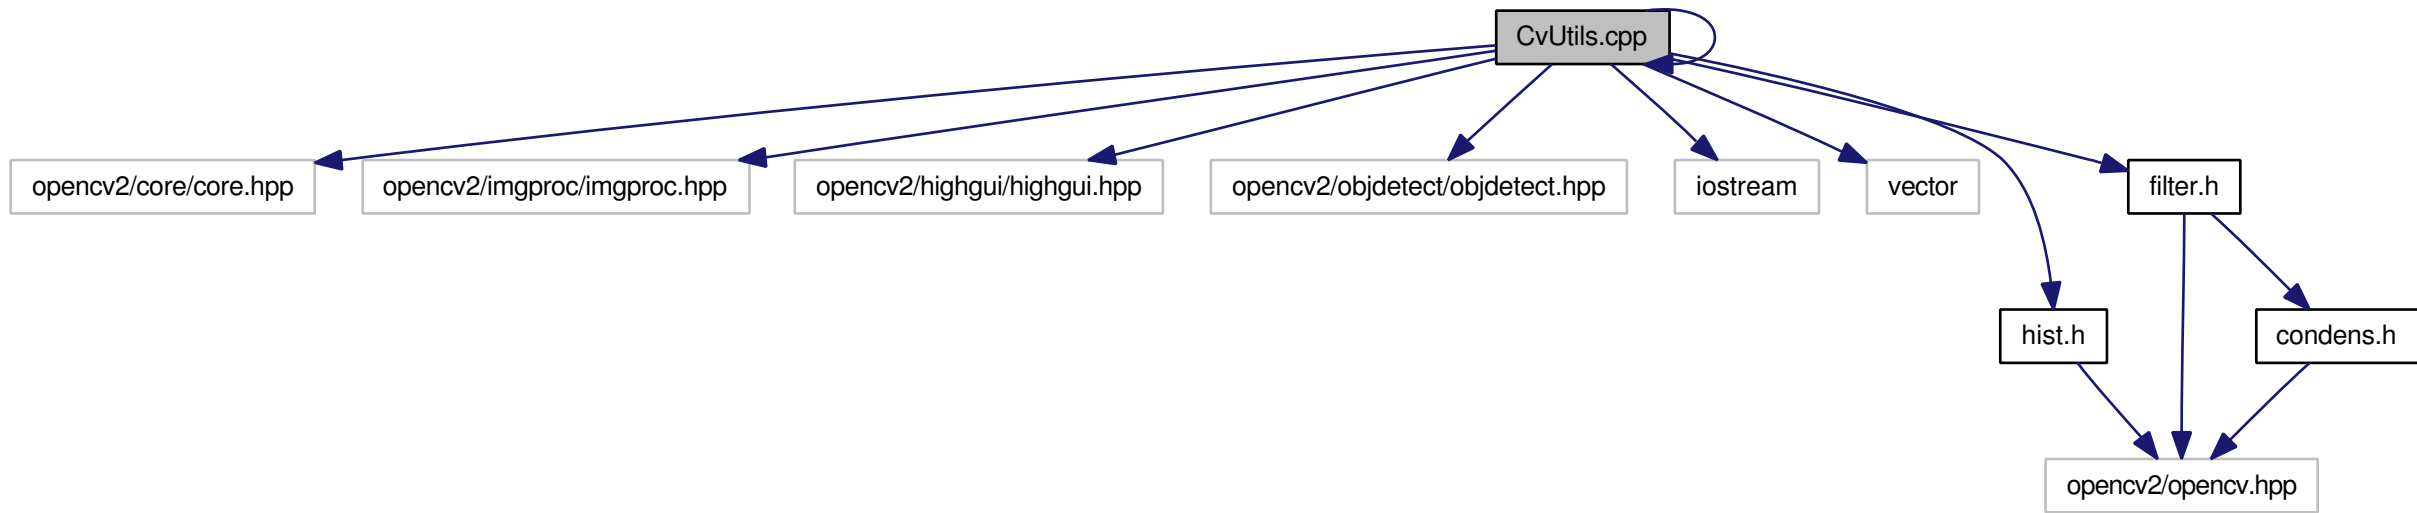 CvUtils.cpp
opencv2/core/core.hpp
opencv2/imgproc/imgproc.hpp
opencv2/highgui/highgui.hpp
opencv2/objdetect/objdetect.hpp
iostream
vector
filter.h
hist.h
condens.h
opencv2/opencv.hpp